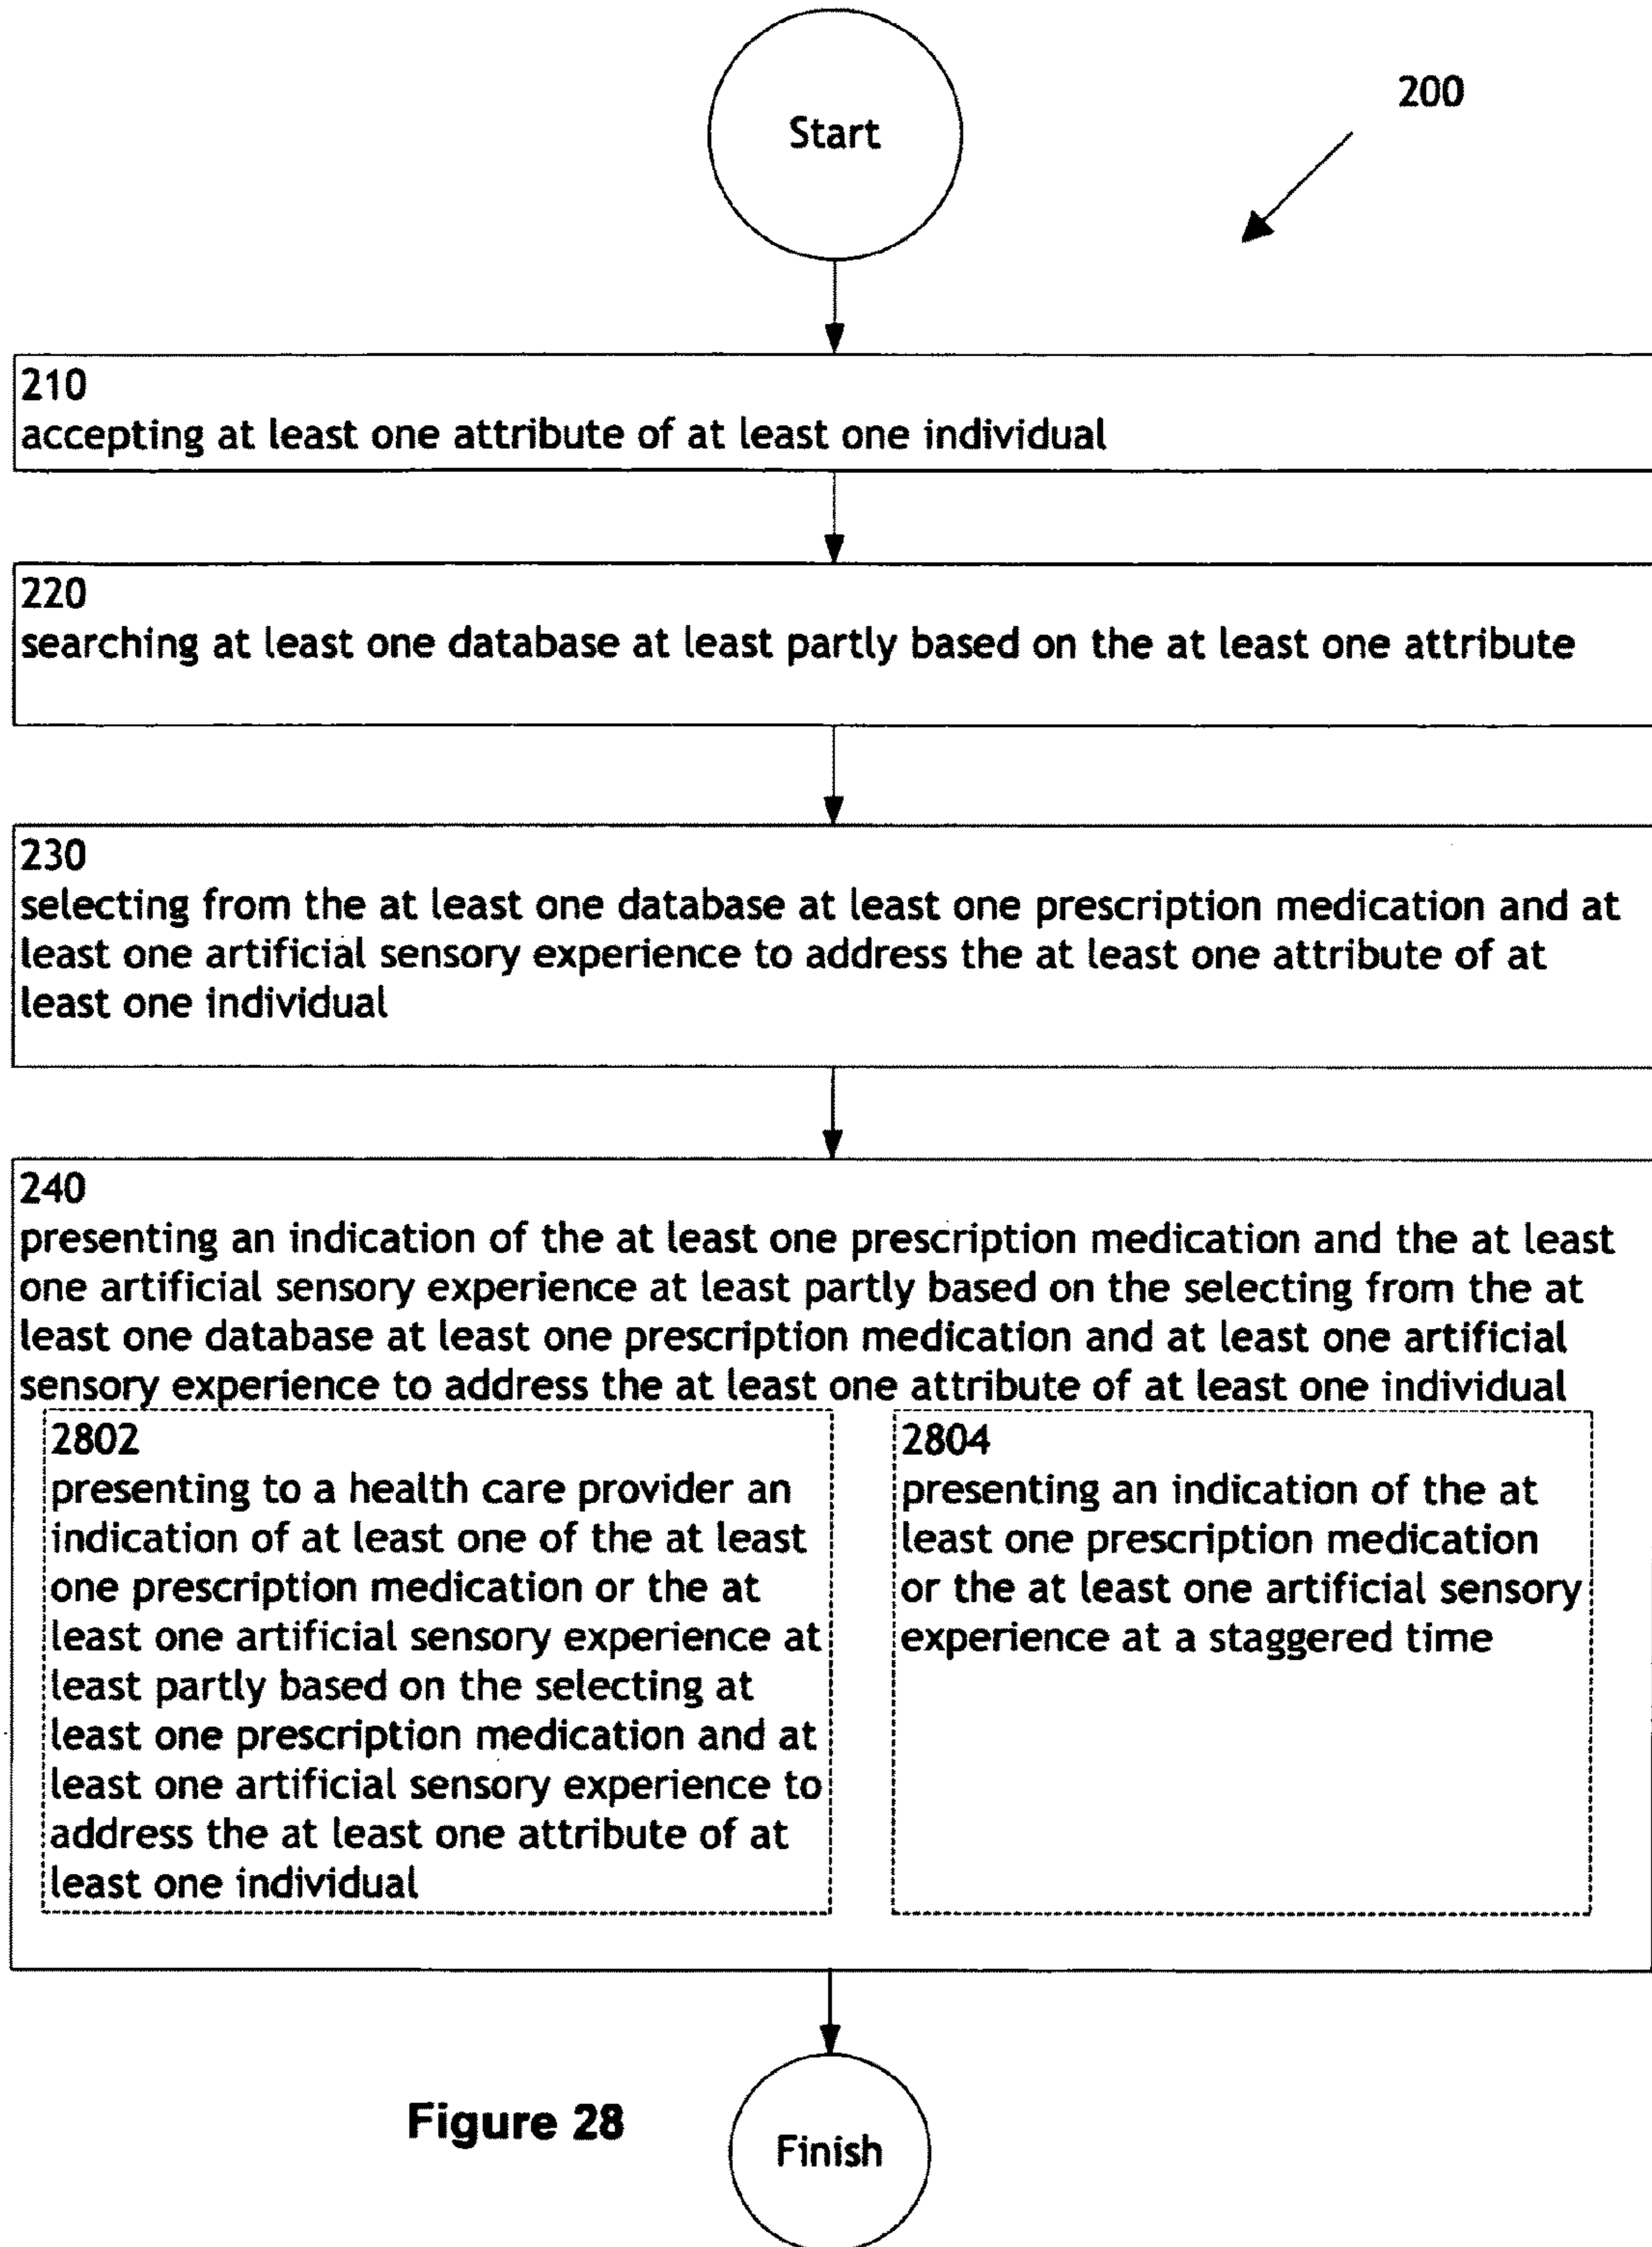 Start
200
210
accepting at least one attribute of at least one individual
220
searching at least one database at least partly based on the at least one attribute
230
selecting from the at least one database at least one prescription medication and at
least one artificial sensory experience to address the at least one attribute of at
least one individual
240
presenting an indication of the at least one prescription medication and the at least
one artificial sensory experience at least partly based on the selecting from the at
least one database at least one prescription medication and at least one artificial
sensory experience to address the at least one attribute of at least one individual
2802
presenting to a health care provider an
indication of at least one of the at least
one prescription medication or the at
least one artificial sensory experience at
least partly based on the selecting at
least one prescription medication and at
least one artificial sensory experience to
address the at least one attribute of at
least one individual
2804
presenting an indication of the at
least one prescription medication
or the at least one artificial sensory
experience at a staggered time
Figure 28
Finish